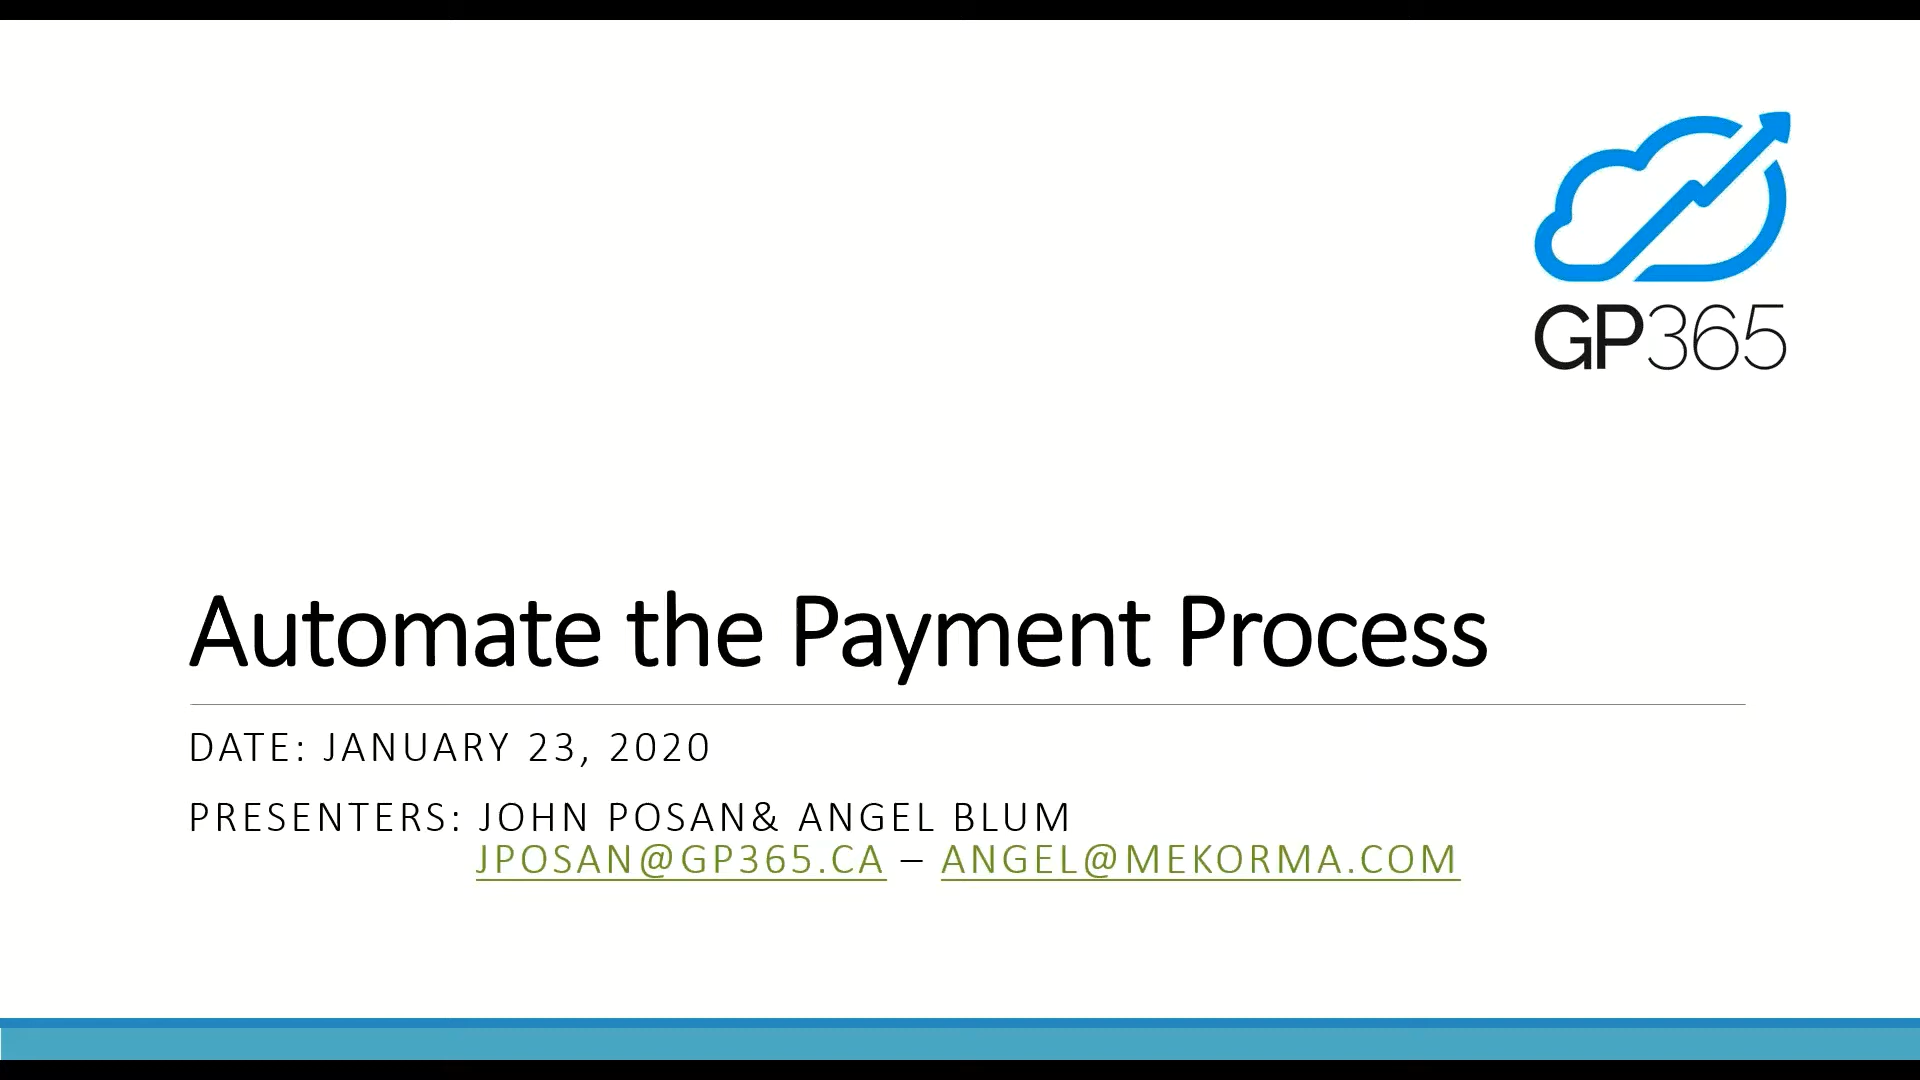 GP365
Automate the Payment Process
DATE: JANUARY 23, 2020
PRESENTERS: JOHN POSAN& ANGEL BLUM
JPOSAN@GP365.CA – ANGEL@MEKORMA.COM